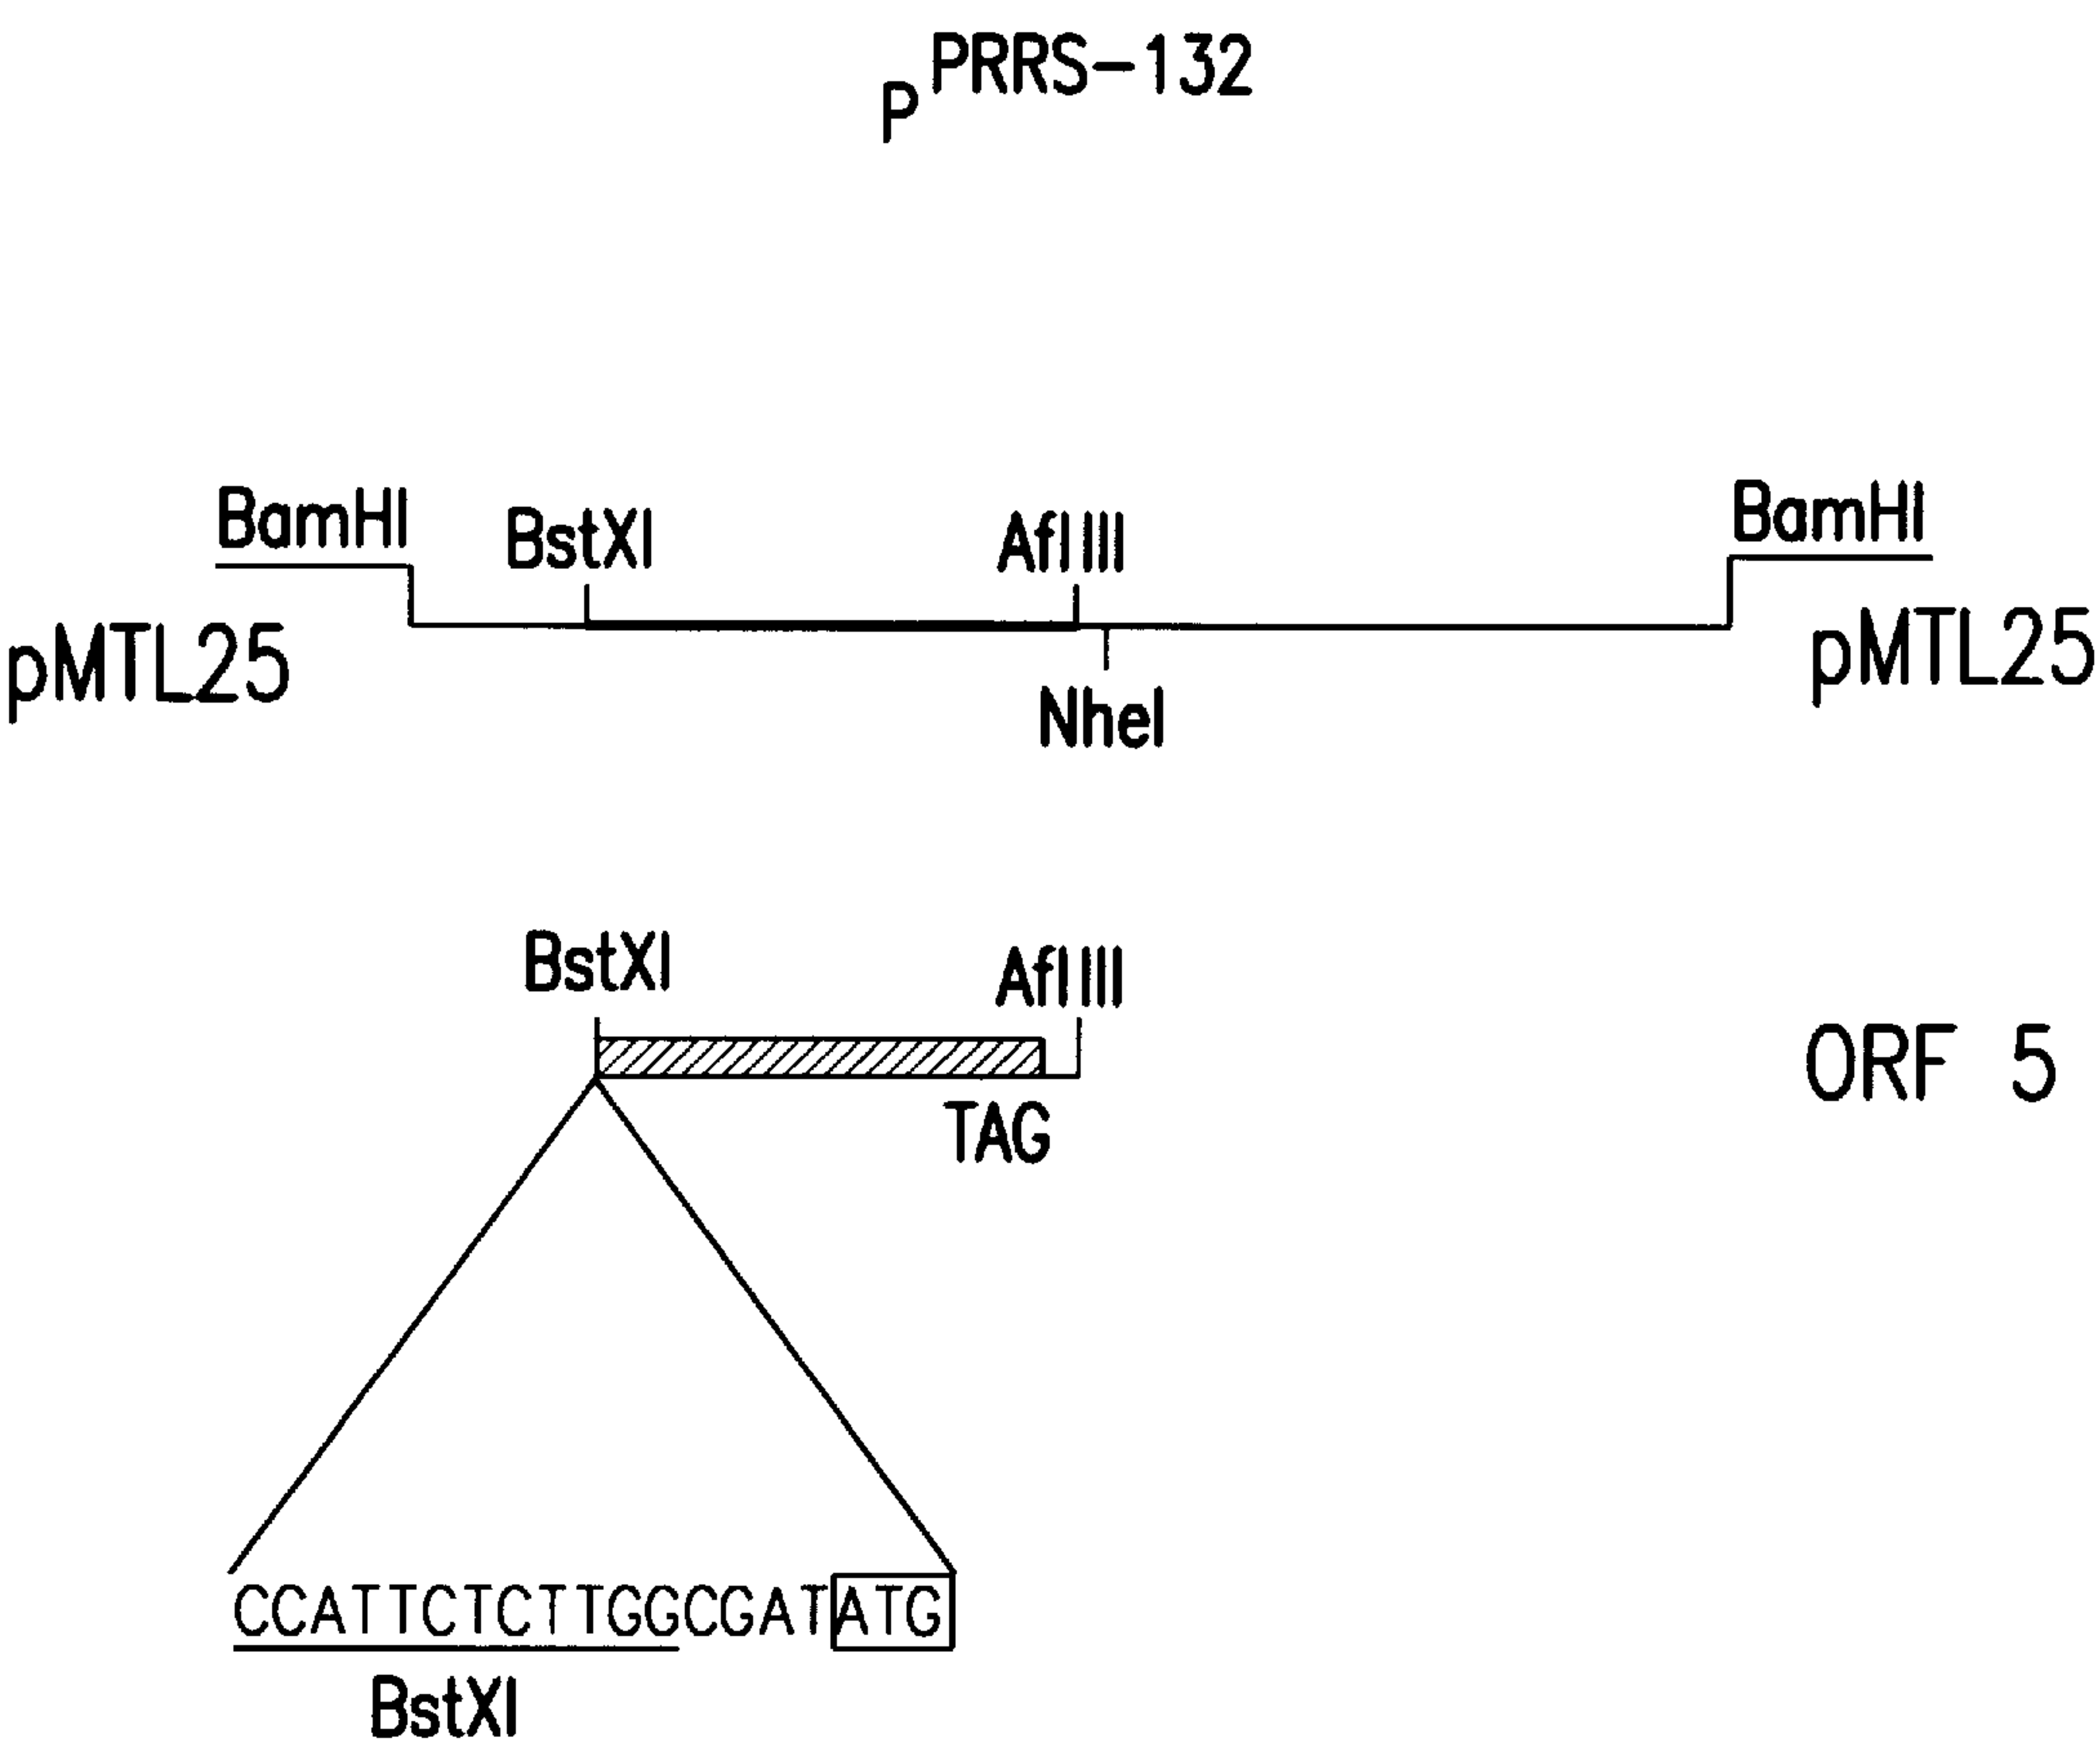 pPRRS-132
BamHI BstXI AflIII BamHI
pMTL25 pMTL25
NheI
BstXI AflIII
ORF 5
TAG
CCATTCTCTTGGCGATATG
BstXI